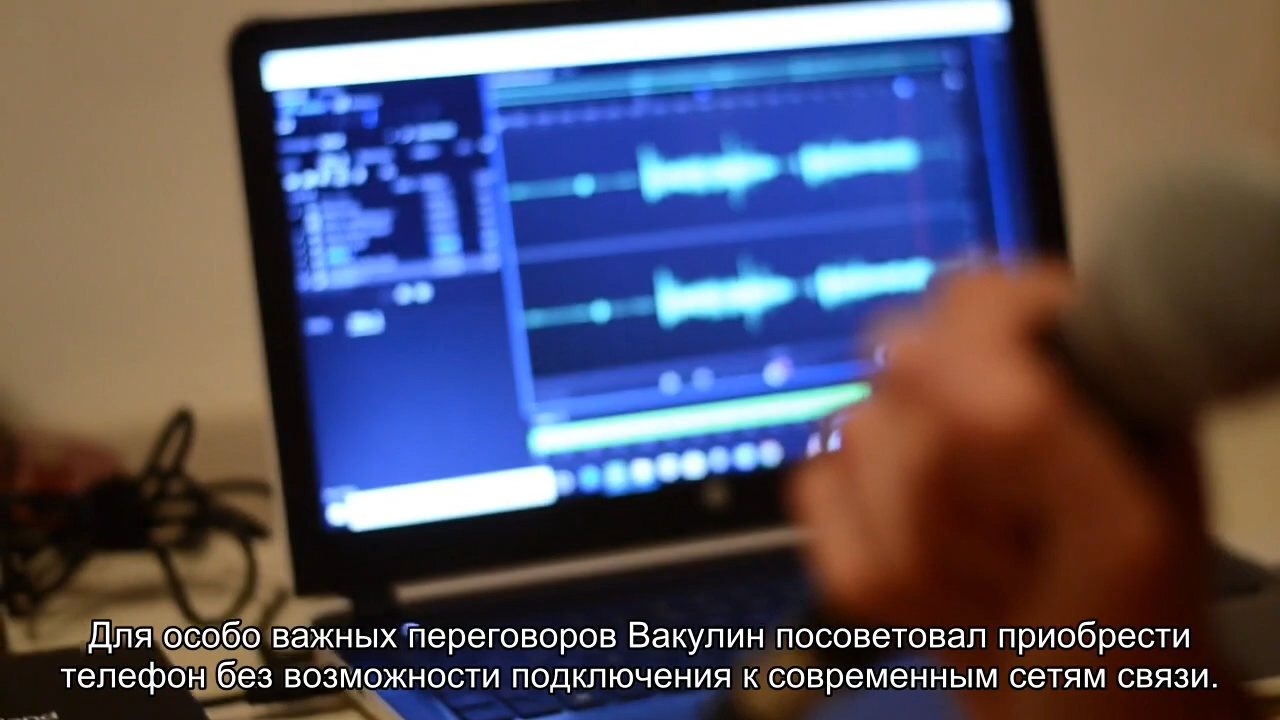 Для особо важных переговоров Вакулин посоветовал приобрести
телефон без возможности подключения к современным сетям связи.